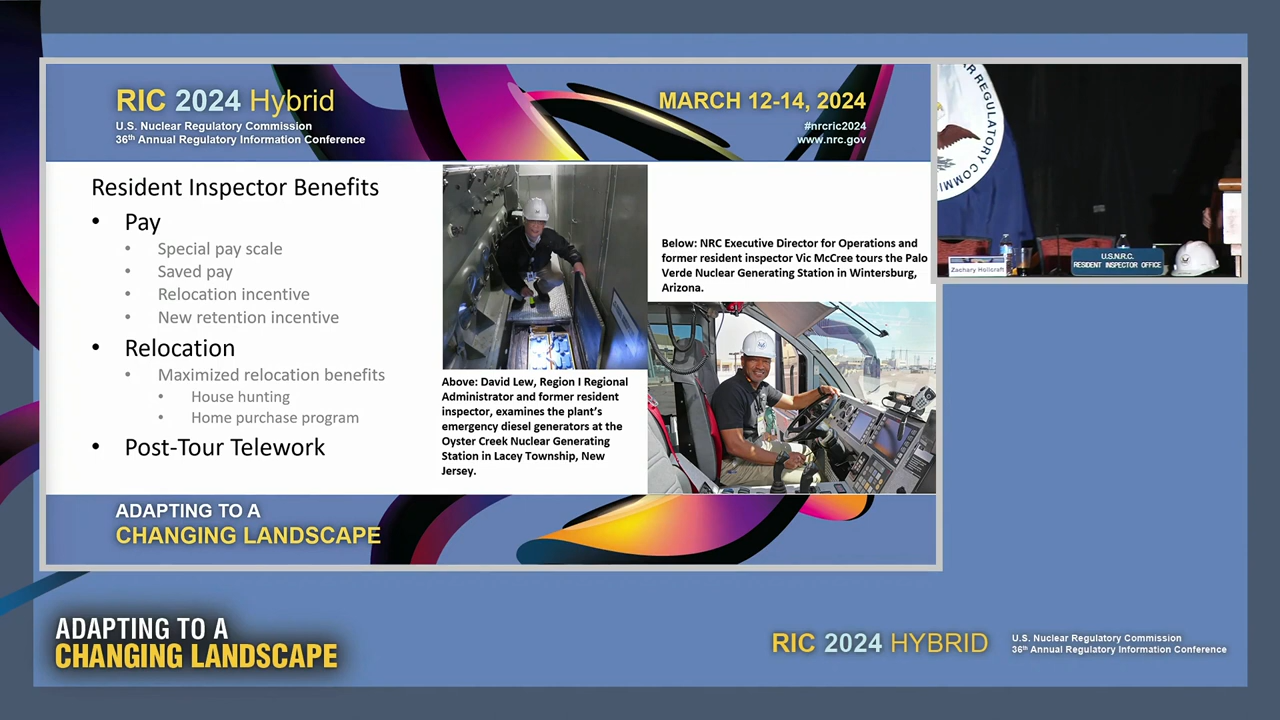 RIC 2024 Hybrid
U.S. Nuclear Regulatory Commission
36th Annual Regulatory Information Conference
MARCH 12-14, 2024
#nrcric2024
www.nrc.gov
Resident Inspector Benefits
• Pay
• Special pay scale
• Saved pay
• Relocation incentive
• New retention incentive
• Relocation
• Maximized relocation benefits
• House hunting
• Home purchase program
• Post-Tour Telework
Above: David Lew, Region I Regional
Administrator and former resident
inspector, examines the plant's
emergency diesel generators at the
Oyster Creek Nuclear Generating
Station in Lacey Township, New
Jersey.
Below: NRC Executive Director for Operations and
former resident inspector Vic McCree tours the Palo
Verde Nuclear Generating Station in Wintersburg,
Arizona.
ADAPTING TO A
CHANGING LANDSCAPE
REGULATORY
Zachary Hollcraft
U.S.N.R.C.
RESIDENT INSPECTOR OFFICE
ADAPTING TO A
CHANGING LANDSCAPE
RIC 2024 HYBRID
U.S. Nuclear Regulatory Commission
36th Annual Regulatory Information Conference